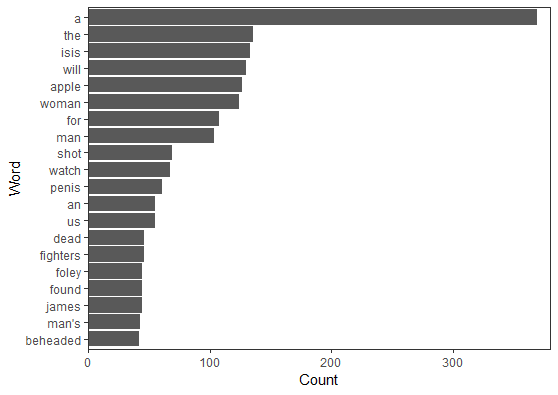 a
the
isis
will
apple
woman
for
man
shot
watch
penis
an
us
dead
fighters
foley
found
james
man's
beheaded
Word
0 100 200 300
Count